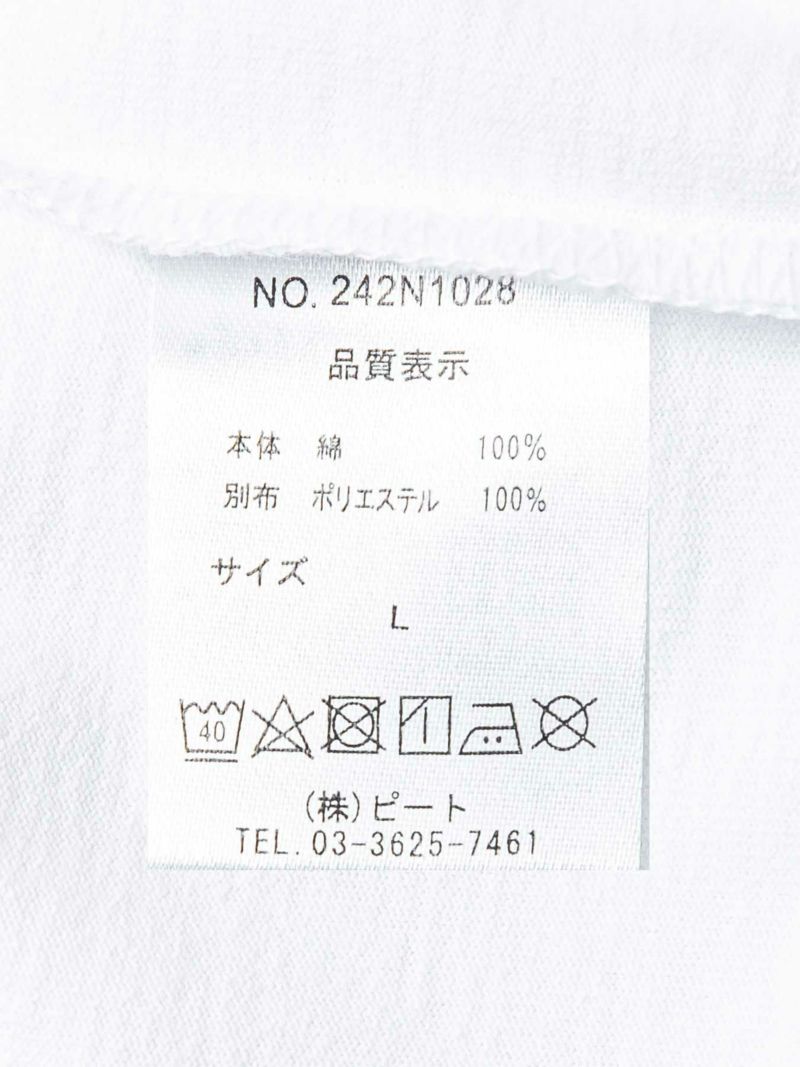 NO. 242N1028
品質表示
本体 綿 100%
別布 ポリエステル 100%
サイズ
L
40
(株)ピート
TEL. 03-3625-7461